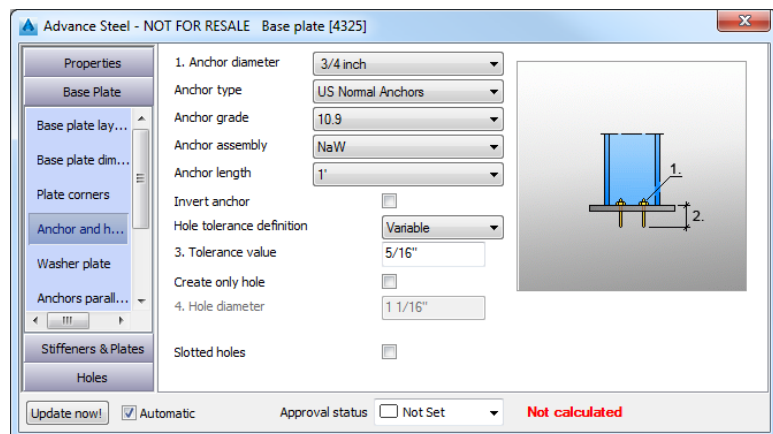 Advance Steel - NOT FOR RESALE Base plate [4325]
Properties
Base Plate
Base plate lay...
Base plate dim...
Plate corners
Anchor and h...
Washer plate
Anchors parall...
Stiffeners & Plates
Holes
1. Anchor diameter 3/4 inch
Anchor type US Normal Anchors
Anchor grade 10.9
Anchor assembly NaW
Anchor length 1'
Invert anchor
Hole tolerance definition Variable
3. Tolerance value 5/16"
Create only hole
4. Hole diameter 1 1/16"
Slotted holes
1.
2.
Update now! Automatic Approval status Not Set Not calculated